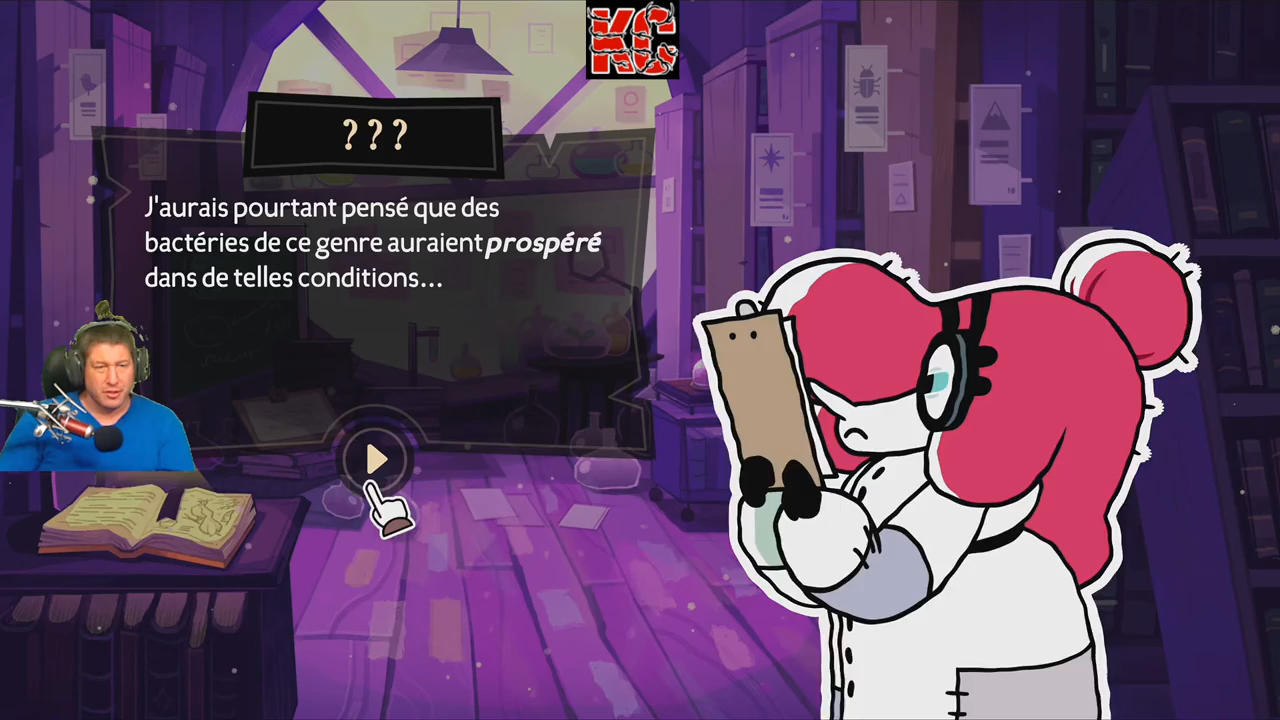 KC
???
J'aurais pourtant pensé que des
bactéries de ce genre auraient prospéré
dans de telles conditions...